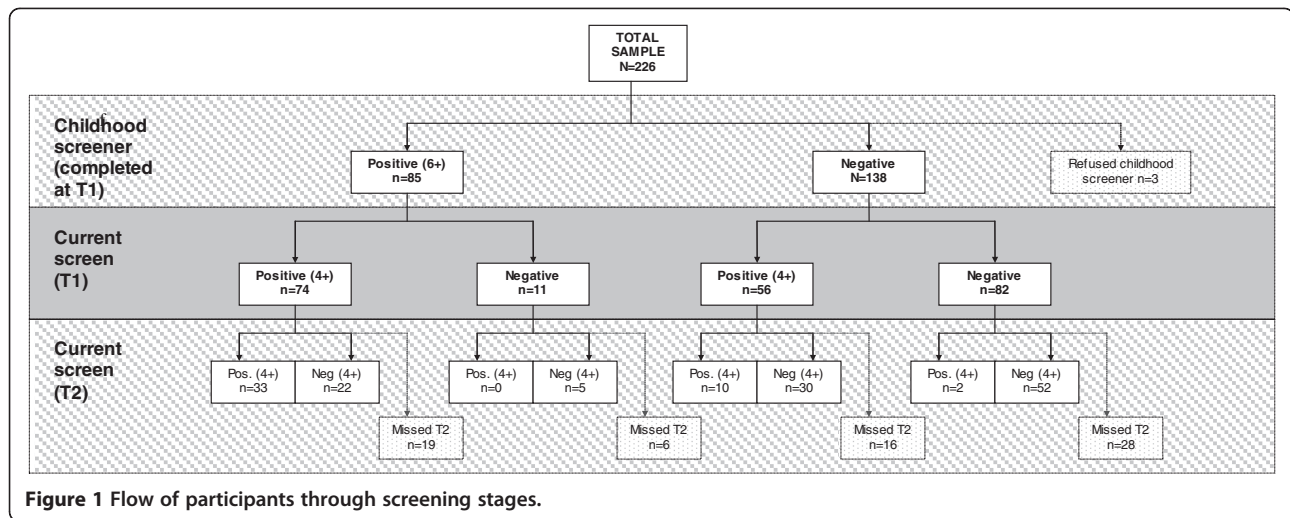 TOTAL
SAMPLE
N=226
Childhood
screener
(completed
at T1)
Positive (6+)
n=85
Negative
N=138
Refused childhood
screener n=3
Current
screen
(T1)
Positive (4+)
n=74
Negative
n=11
Positive (4+)
n=56
Negative
n=82
Current
screen
(T2)
Pos. (4+)
n=33
Neg (4+)
n=22
Pos. (4+)
n=0
Neg (4+)
n=5
Pos. (4+)
n=10
Neg (4+)
n=30
Pos. (4+)
n=2
Neg (4+)
n=52
Missed T2
n=19
Missed T2
n=6
Missed T2
n=16
Missed T2
n=28
Figure 1 Flow of participants through screening stages.